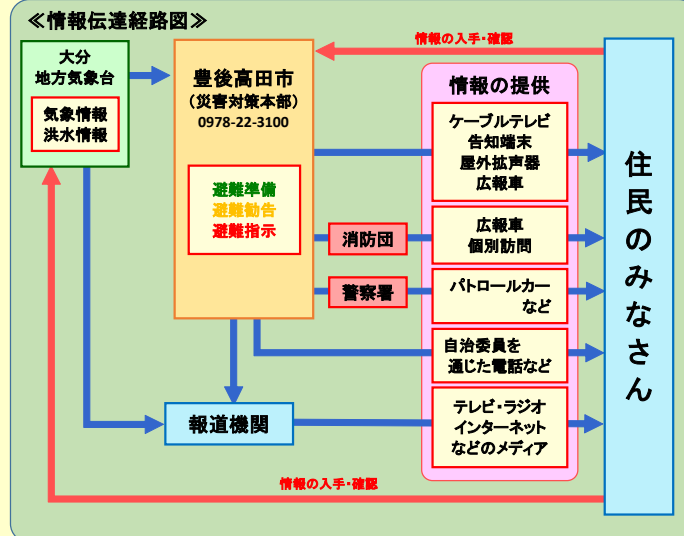 ≪情報伝達経路図≫
大分
地方気象台
気象情報
洪水情報
豊後高田市
(災害対策本部)
0978-22-3100
避難準備
避難勧告
避難指示
情報の入手・確認
情報の提供
ケーブルテレビ
告知端末
屋外拡声器
広報車
消防団
広報車
個別訪問
警察署
パトロールカー
など
自治委員を
通じた電話など
報道機関
テレビ・ラジオ
インターネット
などのメディア
住民のみなさん
情報の入手・確認